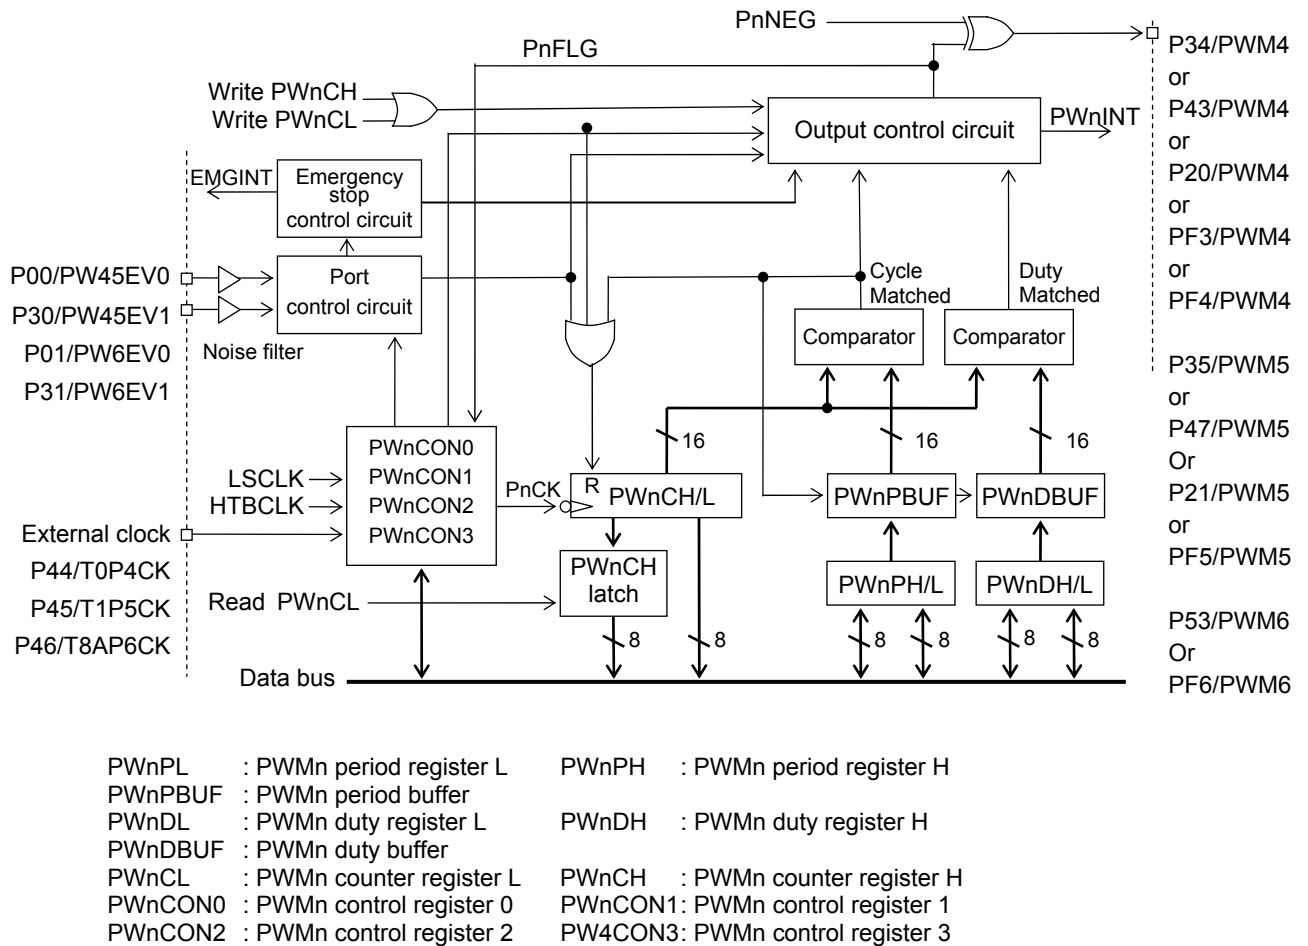 PnNEG
PnFLG
P34/PWM4
or
P43/PWM4
or
P20/PWM4
or
PF3/PWM4
or
PF4/PWM4
P35/PWM5
or
P47/PWM5
Or
P21/PWM5
or
PF5/PWM5
P53/PWM6
Or
PF6/PWM6
Write PWnCH
Write PWnCL
Output control circuit
PWnINT
EMGINT
Emergency
stop
control circuit
P00/PW45EV0
P30/PW45EV1
P01/PW6EV0
P31/PW6EV1
Port
control circuit
Noise filter
Cycle
Matched
Duty
Matched
Comparator
Comparator
16
16
16
LSCLK
HTBCLK
External clock
P44/T0P4CK
P45/T1P5CK
P46/T8AP6CK
PWnCON0
PWnCON1
PWnCON2
PWnCON3
PnCK
R
PWnCH/L
PWnPBUF
PWnDBUF
PWnCH
latch
PWnPH/L
PWnDH/L
Read PWnCL
8
8
8
8
8
8
Data bus
PWnPL : PWMn period register L PWnPH : PWMn period register H
PWnPBUF : PWMn period buffer
PWnDL : PWMn duty register L PWnDH : PWMn duty register H
PWnDBUF : PWMn duty buffer
PWnCL : PWMn counter register L PWnCH : PWMn counter register H
PWnCON0 : PWMn control register 0 PWnCON1: PWMn control register 1
PWnCON2 : PWMn control register 2 PW4CON3: PWMn control register 3